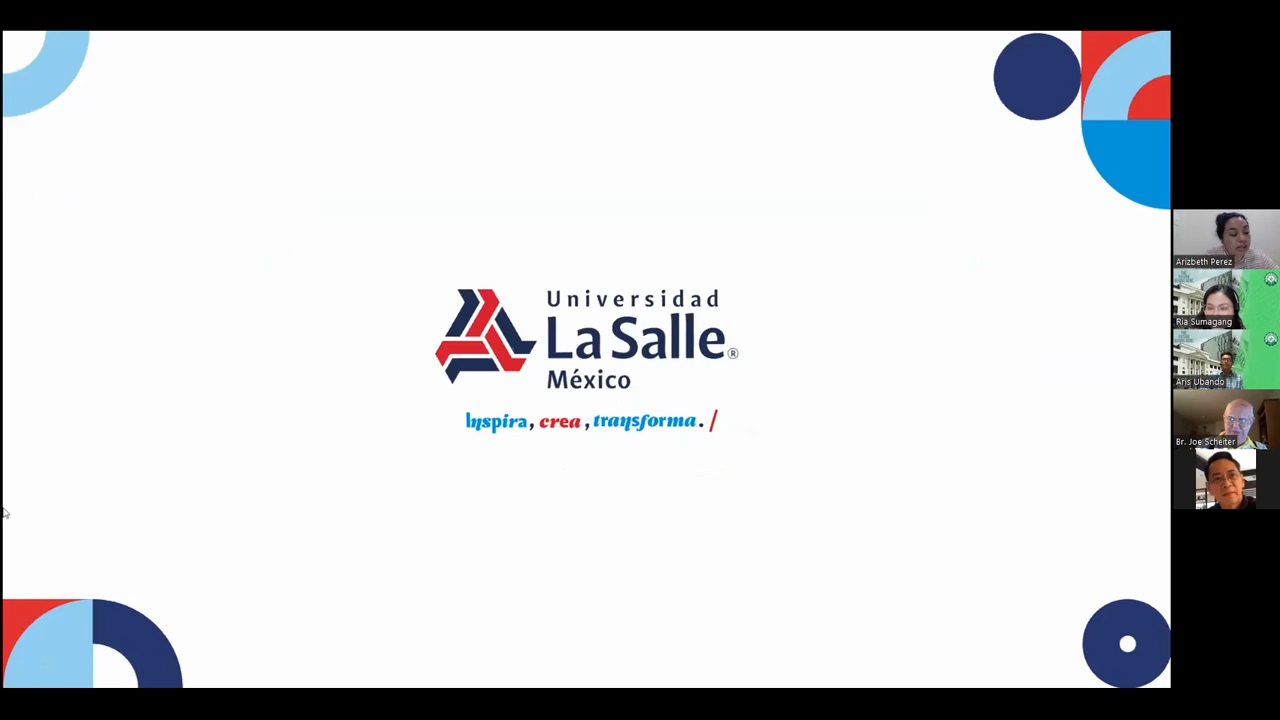 Universidad
La Salle®
México
Inspira, crea, transforma. /
Arizbeth Perez
Ria Sumagang
Aris Ubando
Br. Joe Scheiter